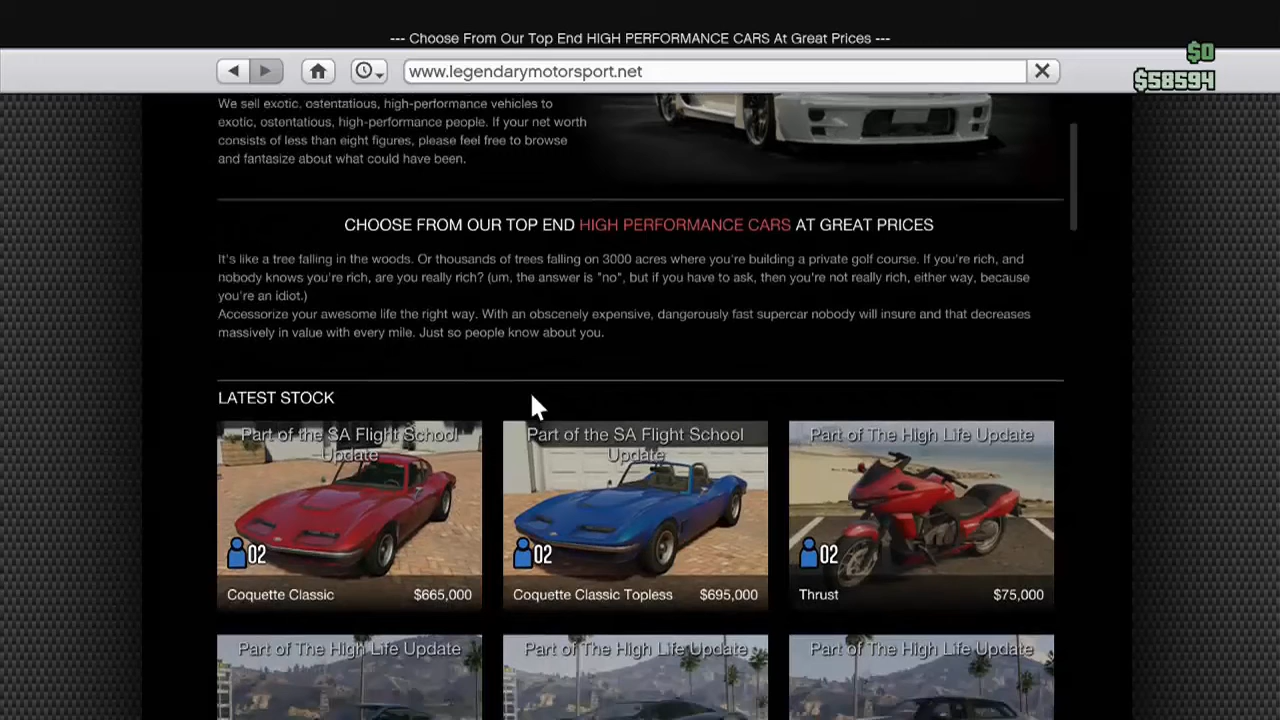 --- Choose From Our Top End HIGH PERFORMANCE CARS At Great Prices ---
$0
www.legendarymotorsport.net
$58594
We sell exotic, ostentatious, high-performance vehicles to
exotic, ostentatious, high-performance people. If your net worth
consists of less than eight figures, please feel free to browse
and fantasize about what could have been.
CHOOSE FROM OUR TOP END HIGH PERFORMANCE CARS AT GREAT PRICES
It's like a tree falling in the woods. Or thousands of trees falling on 3000 acres where you're building a private golf course. If you're rich, and
nobody knows you're rich, are you really rich? (um, the answer is "no", but if you have to ask, then you're not really rich, either way, because
you're an idiot.)
Accessorize your awesome life the right way. With an obscenely expensive, dangerously fast supercar nobody will insure and that decreases
massively in value with every mile. Just so people know about you.
LATEST STOCK
Part of the SA Flight School
Update
02
Coquette Classic $665,000
Part of the SA Flight School
Update
02
Coquette Classic Topless $695,000
Part of The High Life Update
02
Thrust $75,000
Part of The High Life Update
Part of The High Life Update
Part of The High Life Update